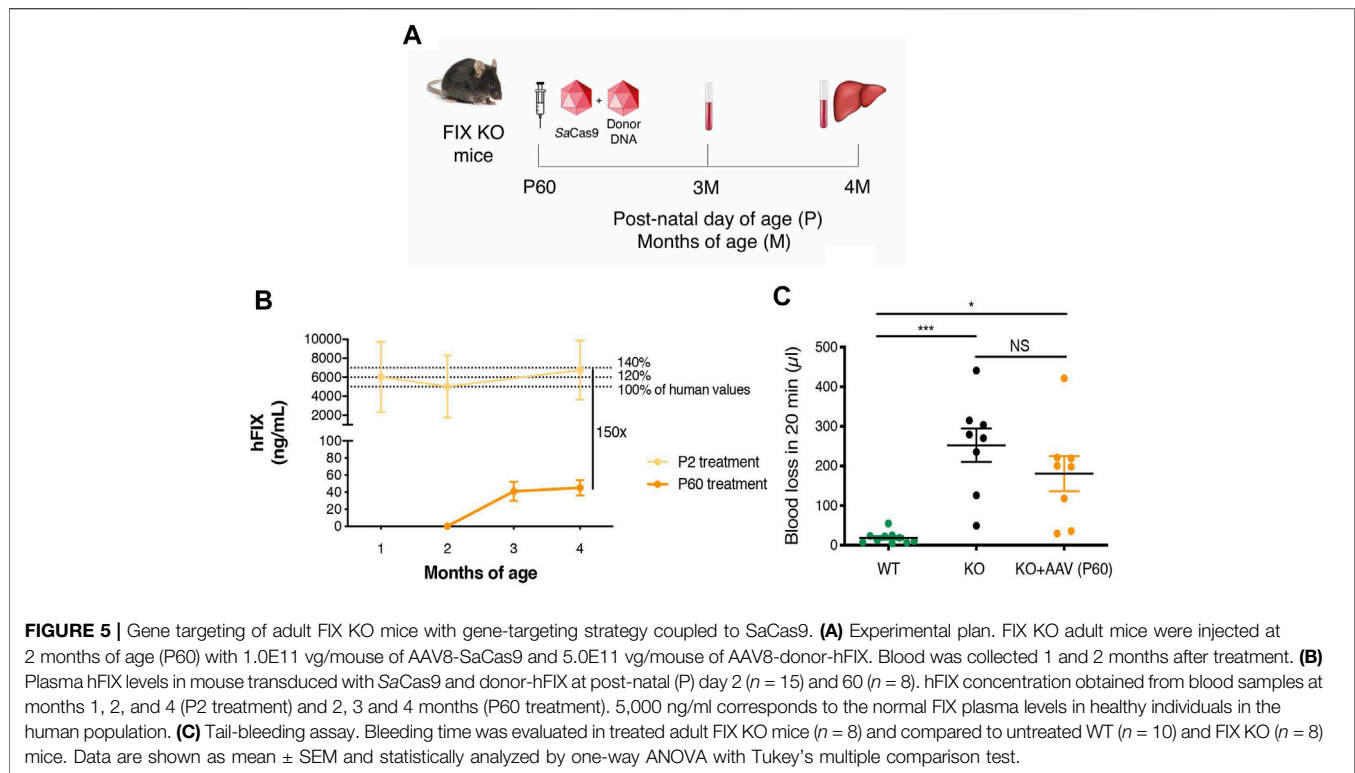 A
FIX KO
mice
SaCas9
+
Donor
DNA
P60
3M
4M
Post-natal day of age (P)
Months of age (M)
B
hFIX
(ng/mL)
10000
8000
6000
4000
2000
100
80
60
40
20
0
140%
120%
100% of human values
150x
P2 treatment
P60 treatment
1 2 3 4
Months of age
C
*
***
NS
Blood loss in 20 min (µl)
500
400
300
200
100
0
WT KO KO+AAV (P60)
FIGURE 5 | Gene targeting of adult FIX KO mice with gene-targeting strategy coupled to SaCas9. (A) Experimental plan. FIX KO adult mice were injected at
2 months of age (P60) with 1.0E11 vg/mouse of AAV8-SaCas9 and 5.0E11 vg/mouse of AAV8-donor-hFIX. Blood was collected 1 and 2 months after treatment. (B)
Plasma hFIX levels in mouse transduced with SaCas9 and donor-hFIX at post-natal (P) day 2 (n = 15) and 60 (n = 8). hFIX concentration obtained from blood samples at
months 1, 2, and 4 (P2 treatment) and 2, 3 and 4 months (P60 treatment). 5,000 ng/ml corresponds to the normal FIX plasma levels in healthy individuals in the
human population. (C) Tail-bleeding assay. Bleeding time was evaluated in treated adult FIX KO mice (n = 8) and compared to untreated WT (n = 10) and FIX KO (n = 8)
mice. Data are shown as mean ± SEM and statistically analyzed by one-way ANOVA with Tukey's multiple comparison test.